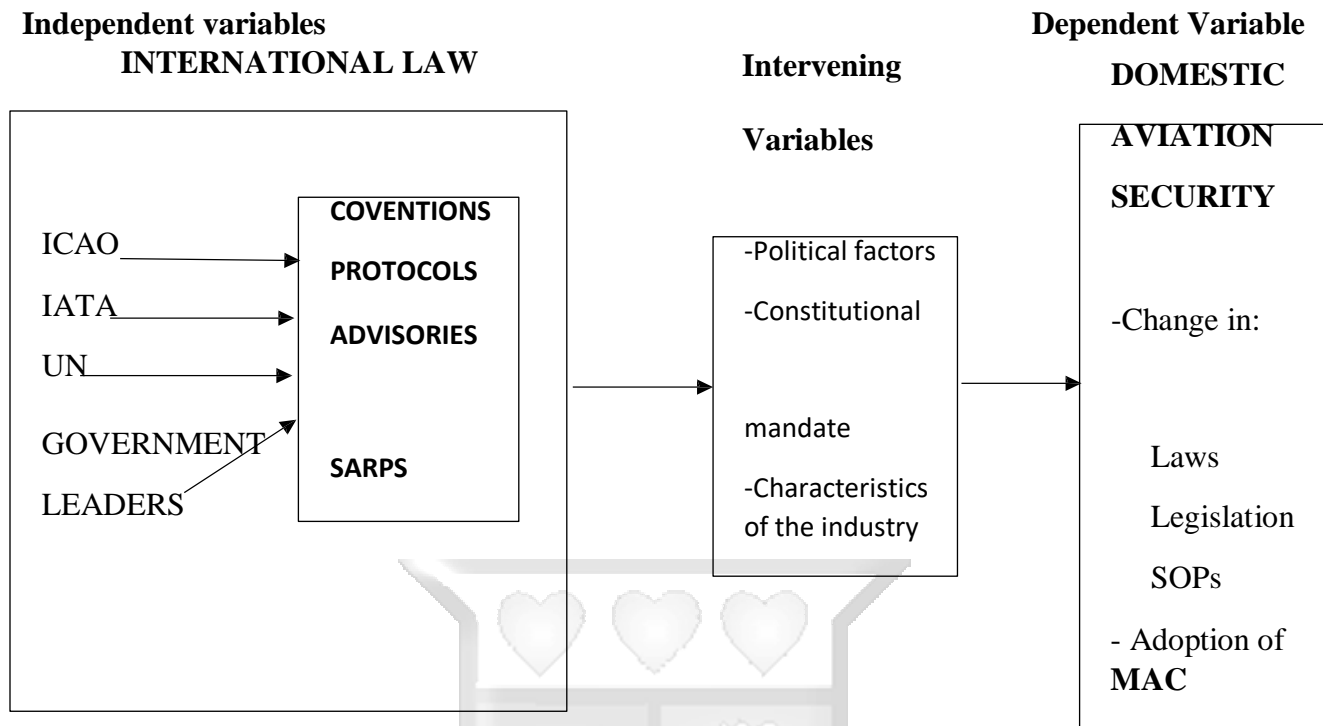 Independent variables
INTERNATIONAL LAW
ICAO
IATA
UN
GOVERNMENT
LEADERS
COVENTIONS
PROTOCOLS
ADVISORIES
SARPS
Intervening
Variables
-Political factors
-Constitutional
mandate
-Characteristics
of the industry
Dependent Variable
DOMESTIC
AVIATION
SECURITY
-Change in:
Laws
Legislation
SOPs
- Adoption of
MAC